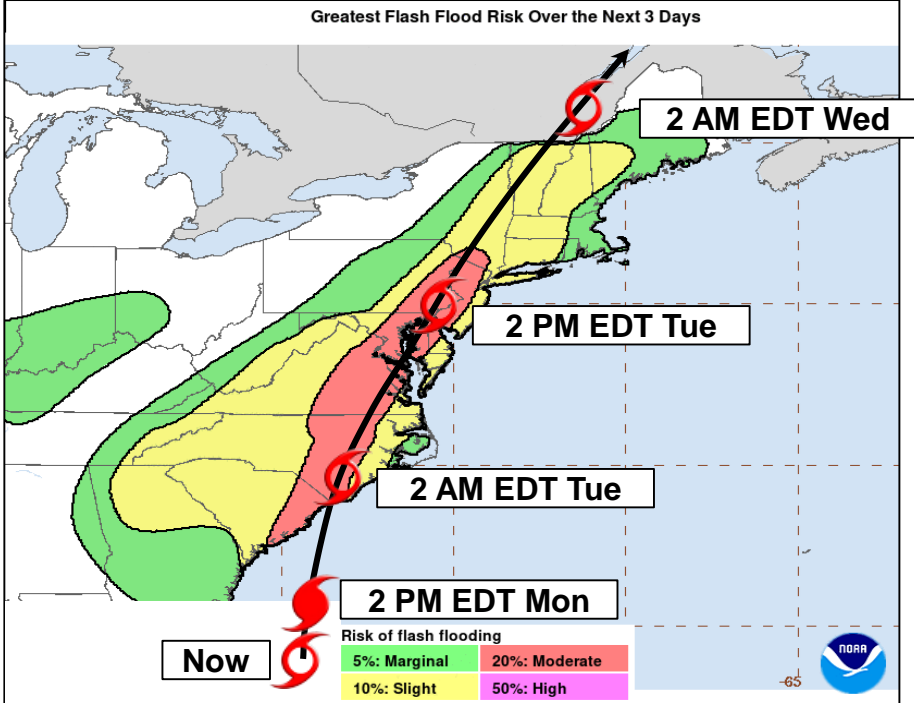 Greatest Flash Flood Risk Over the Next 3 Days
2 AM EDT Wed
2 PM EDT Tue
2 AM EDT Tue
2 PM EDT Mon
Now
Risk of flash flooding
5%: Marginal
20%: Moderate
10%: Slight
50%: High
-65
NOAA